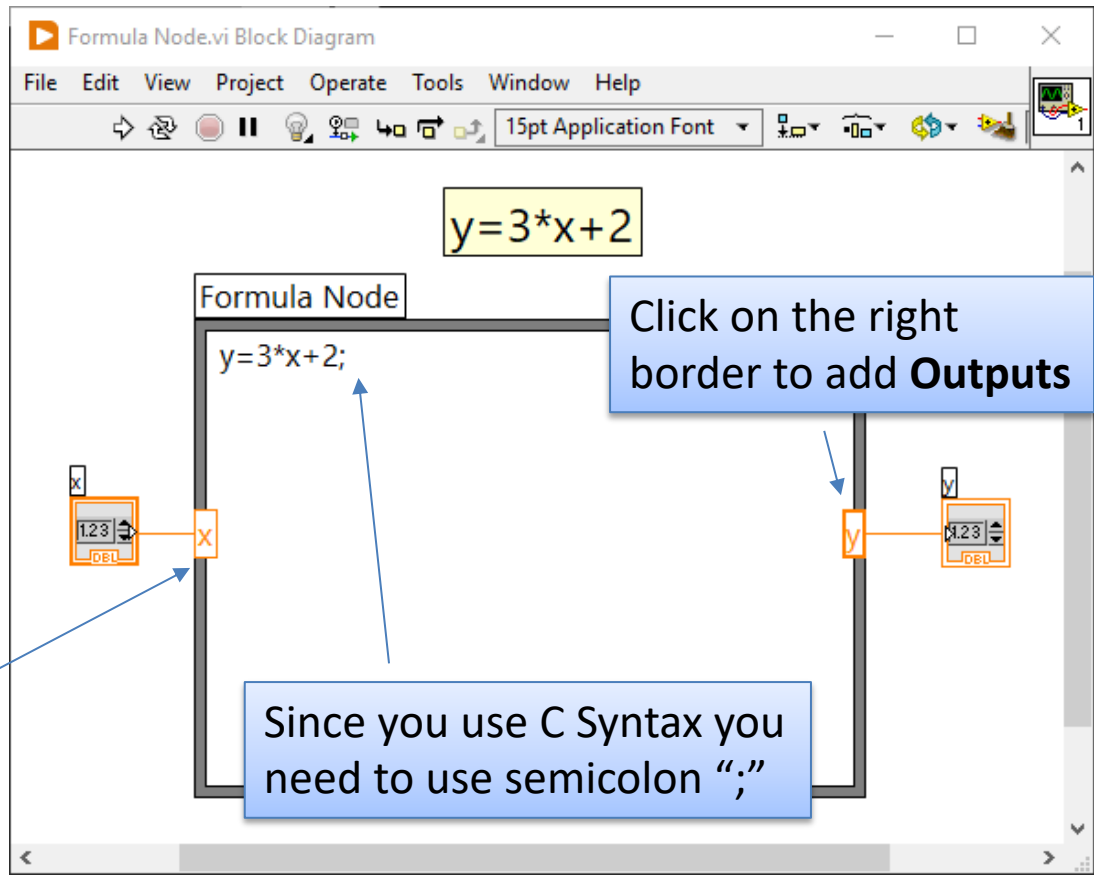 Formula Node.vi Block Diagram
File Edit View Project Operate Tools Window Help
15pt Application Font
1
y=3*x+2
Formula Node
Click on the right
border to add Outputs
y=3*x+2;
x
1.23
DBL
x
y
y
1.23
DBL
Since you use C Syntax you
need to use semicolon “;”